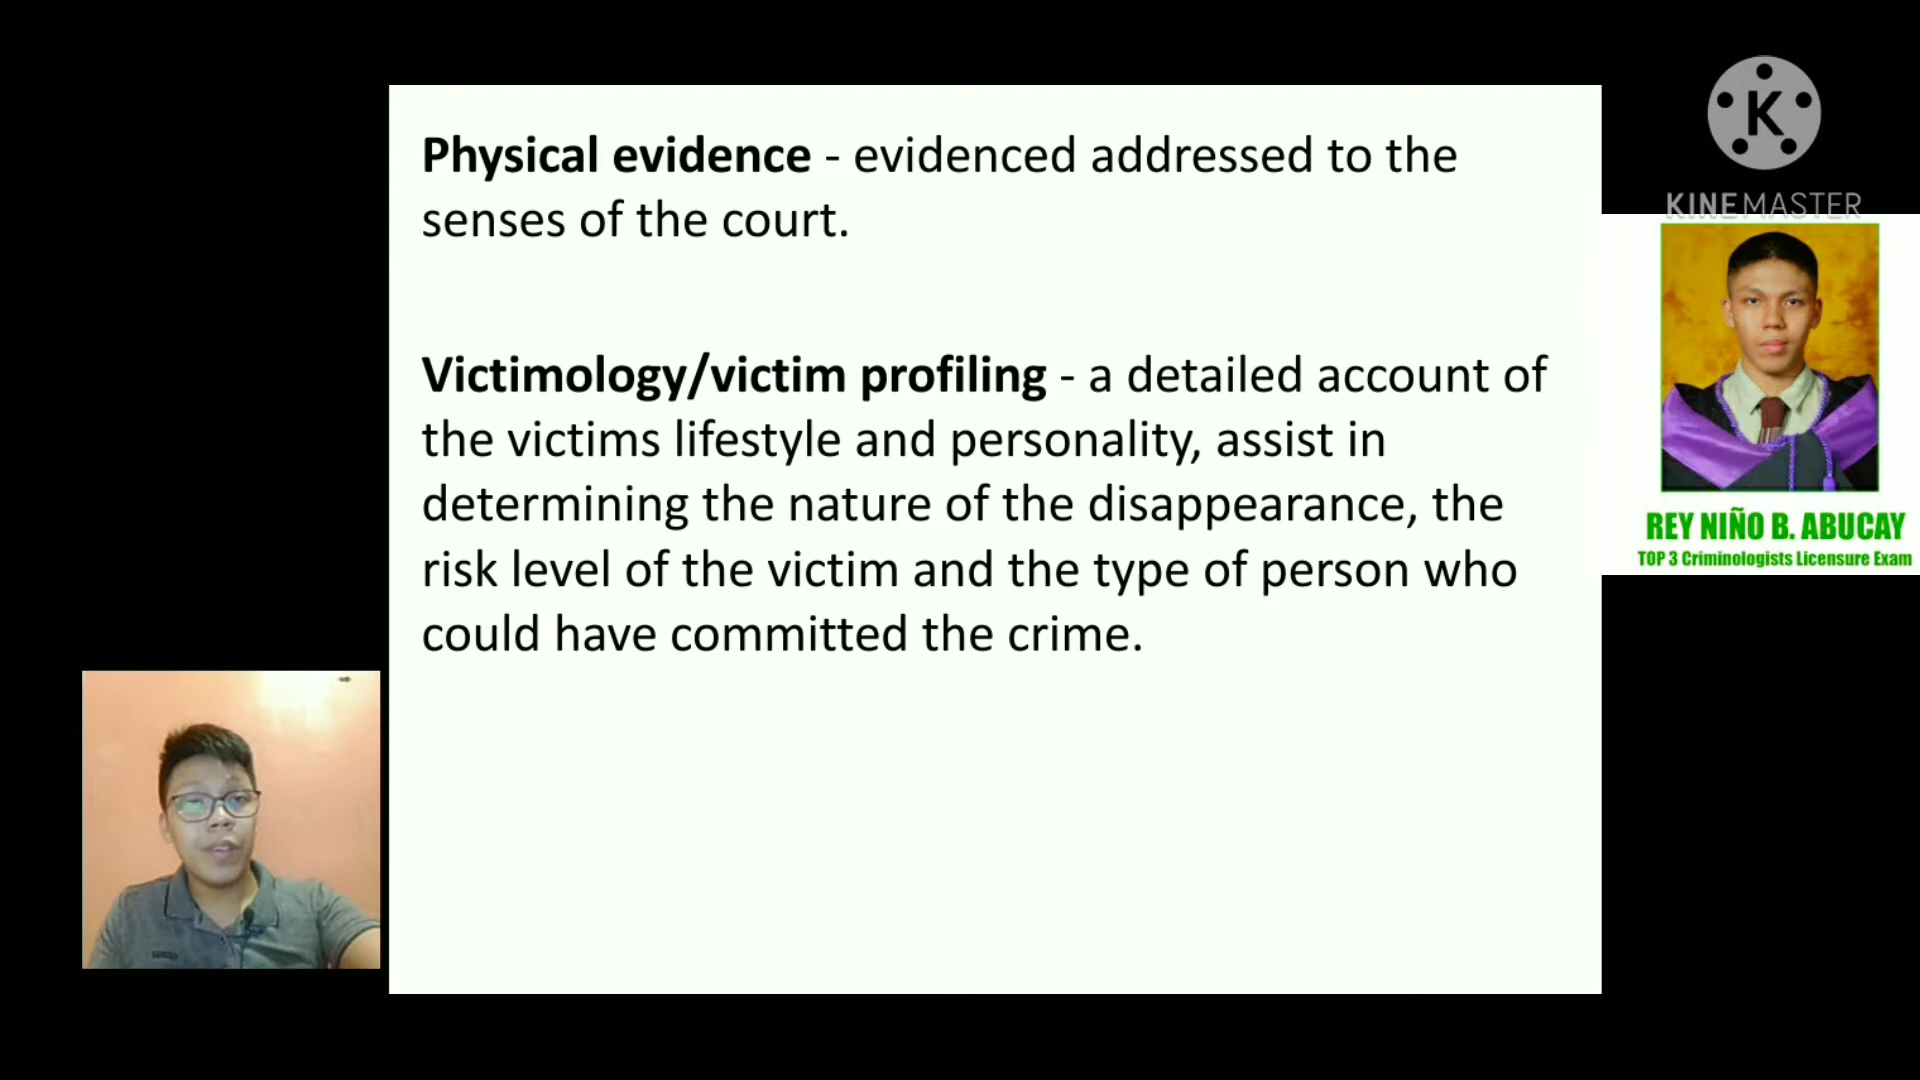 Physical evidence - evidenced addressed to the
senses of the court.
Victimology/victim profiling - a detailed account of
the victims lifestyle and personality, assist in
determining the nature of the disappearance, the
risk level of the victim and the type of person who
could have committed the crime.
K
KINEMASTER
REY NIÑO B. ABUCAY
TOP 3 Criminologists Licensure Exam